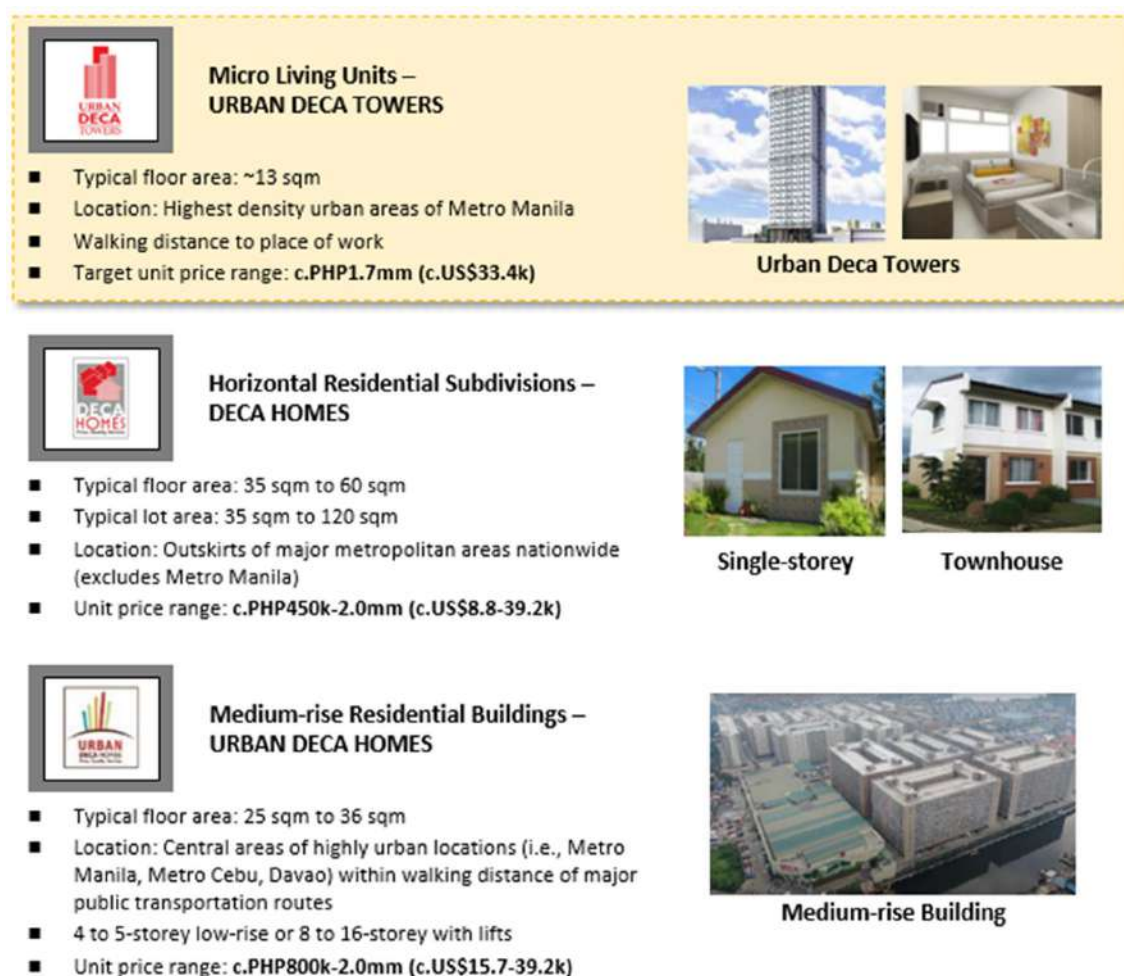 URBAN
DECA
TOWERS
Micro Living Units –
URBAN DECA TOWERS
■ Typical floor area: ~13 sqm
■ Location: Highest density urban areas of Metro Manila
■ Walking distance to place of work
■ Target unit price range: c.PHP1.7mm (c.US$33.4k)
Urban Deca Towers
DECA
HOMES
Horizontal Residential Subdivisions –
DECA HOMES
■ Typical floor area: 35 sqm to 60 sqm
■ Typical lot area: 35 sqm to 120 sqm
■ Location: Outskirts of major metropolitan areas nationwide
(excludes Metro Manila)
■ Unit price range: c.PHP450k-2.0mm (c.US$8.8-39.2k)
Single-storey
Townhouse
URBAN
DECA HOMES
Medium-rise Residential Buildings –
URBAN DECA HOMES
■ Typical floor area: 25 sqm to 36 sqm
■ Location: Central areas of highly urban locations (i.e., Metro
Manila, Metro Cebu, Davao) within walking distance of major
public transportation routes
■ 4 to 5-storey low-rise or 8 to 16-storey with lifts
■ Unit price range: c.PHP800k-2.0mm (c.US$15.7-39.2k)
Medium-rise Building